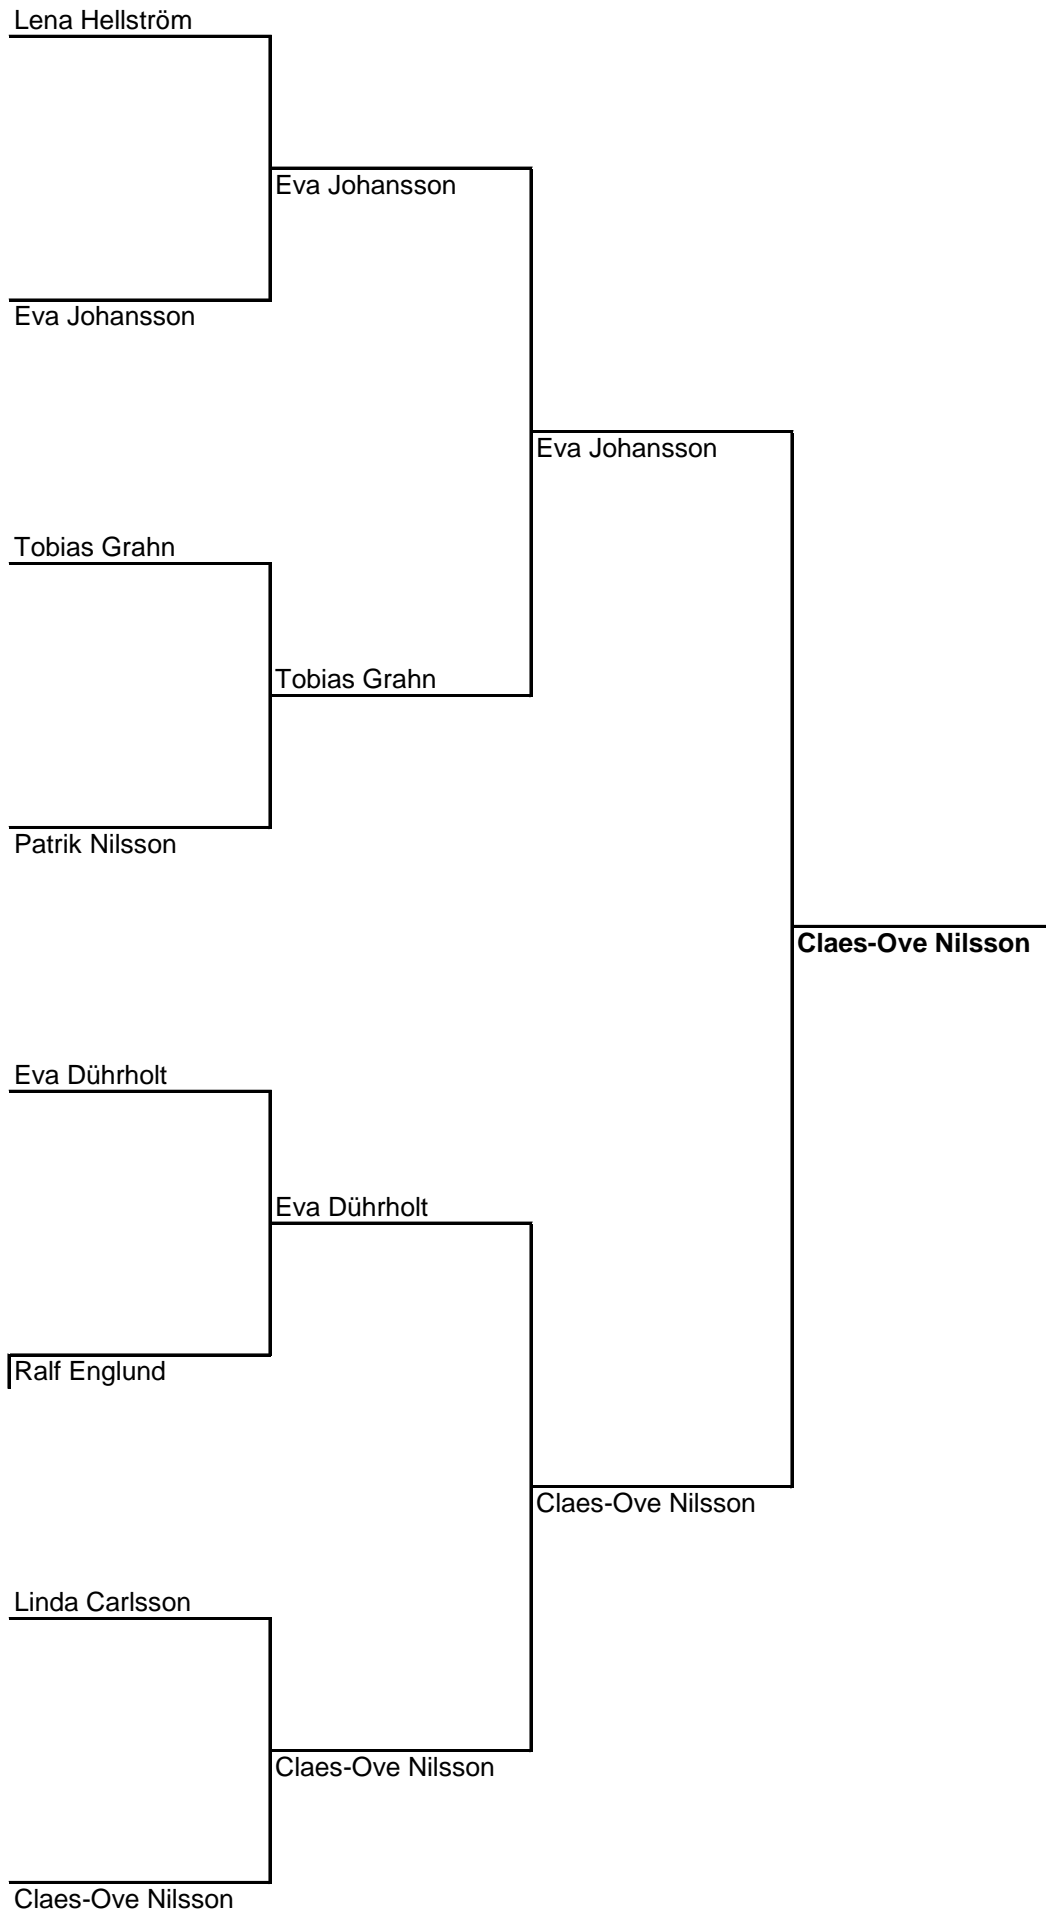 Lena Hellström
Eva Johansson
Eva Johansson
Eva Johansson
Tobias Grahn
Tobias Grahn
Patrik Nilsson
Claes-Ove Nilsson
Eva Dührholt
Eva Dührholt
Ralf Englund
Claes-Ove Nilsson
Linda Carlsson
Claes-Ove Nilsson
Claes-Ove Nilsson